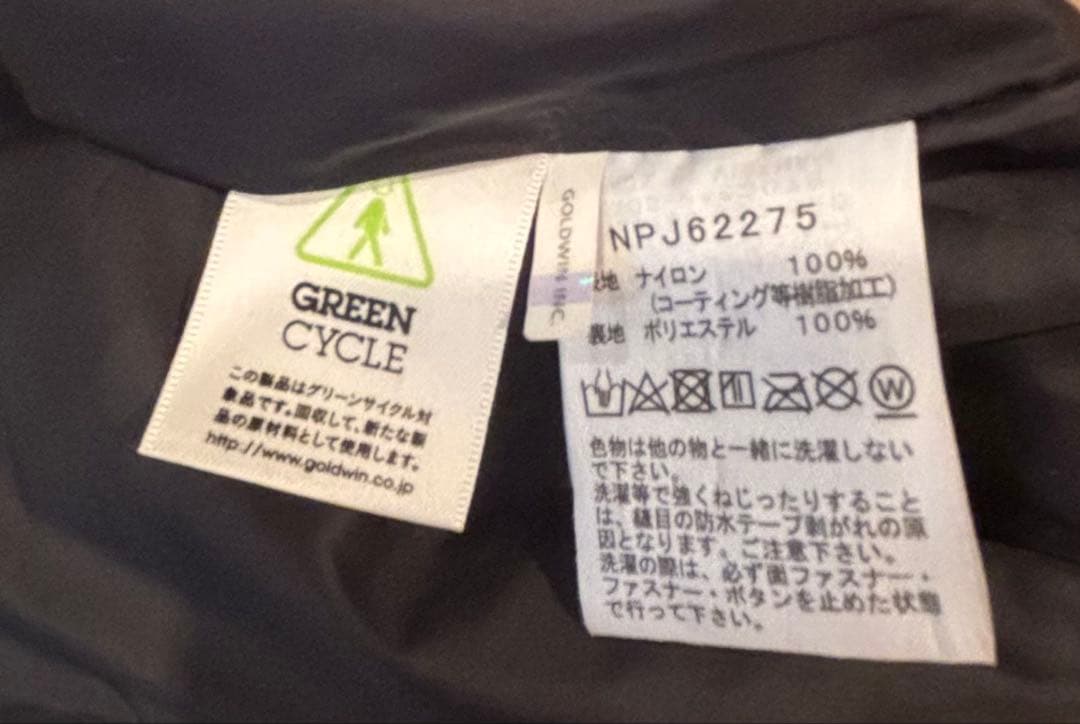 GREEN
CYCLE
この製品はグリーンサイクル対
象品です。回収して、新たな製
品の原材料として使用します。
http://www.goldwin.co.jp
GOLDWIN INC.
NPJ62275
表地 ナイロン 100%
(コーティング等樹脂加工)
裏地 ポリエステル 100%
W
色物は他の物と一緒に洗濯しない
で下さい。
洗濯等で強くねじったりすること
は、縫目の防水テープ剥がれの原
因となります。ご注意下さい。
洗濯の際は、必ず面ファスナー・
ファスナー・ボタンを止めた状態
で行って下さい。